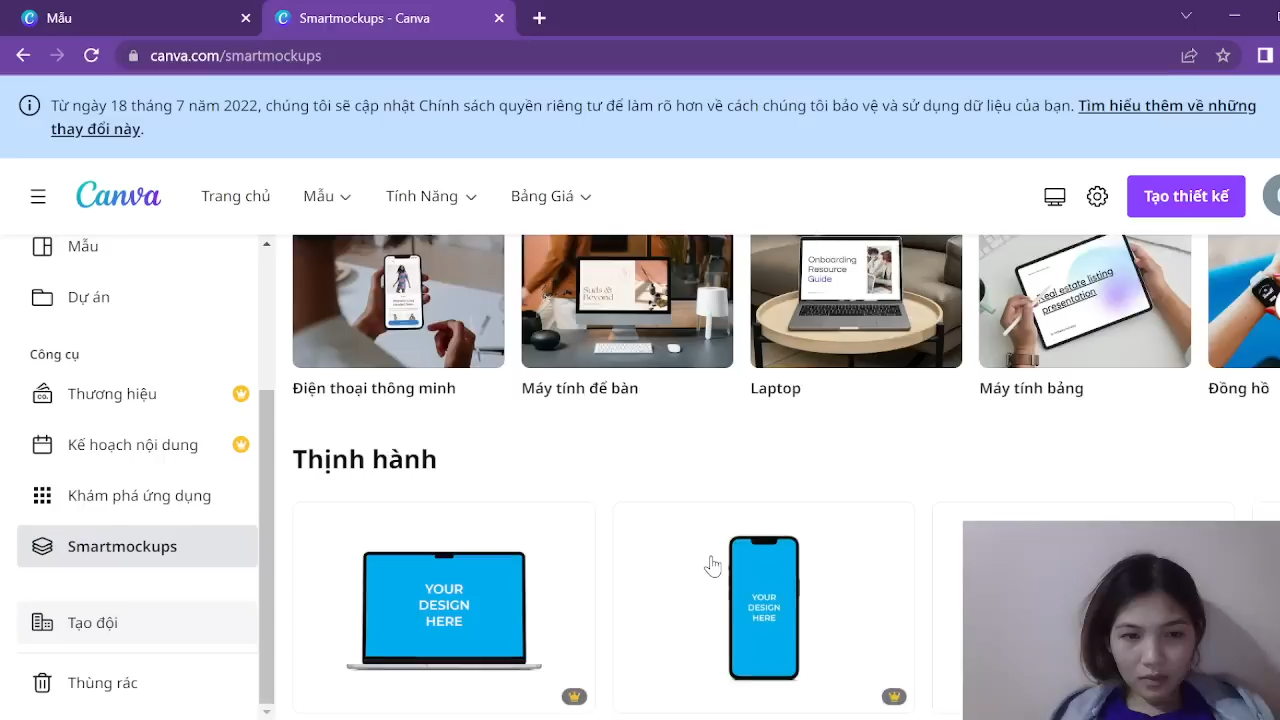 Mẫu
Smartmockups - Canva
canva.com/smartmockups
Từ ngày 18 tháng 7 năm 2022, chúng tôi sẽ cập nhật Chính sách quyền riêng tư để làm rõ hơn về cách chúng tôi bảo vệ và sử dụng dữ liệu của bạn. Tìm hiểu thêm về những
thay đổi này.
Canva
Trang chủ
Mẫu
Tính Năng
Bảng Giá
Tạo thiết kế
Mẫu
Dự án
Công cụ
Thương hiệu
Kế hoạch nội dung
Khám phá ứng dụng
Smartmockups
Tạo đội
Thùng rác
Suds &
Beyond
Onboarding
Resource
Guide
Real estate listing
presentation
Điện thoại thông minh
Máy tính để bàn
Laptop
Máy tính bảng
Đồng hồ
Thịnh hành
YOUR
DESIGN
HERE
YOUR
DESIGN
HERE